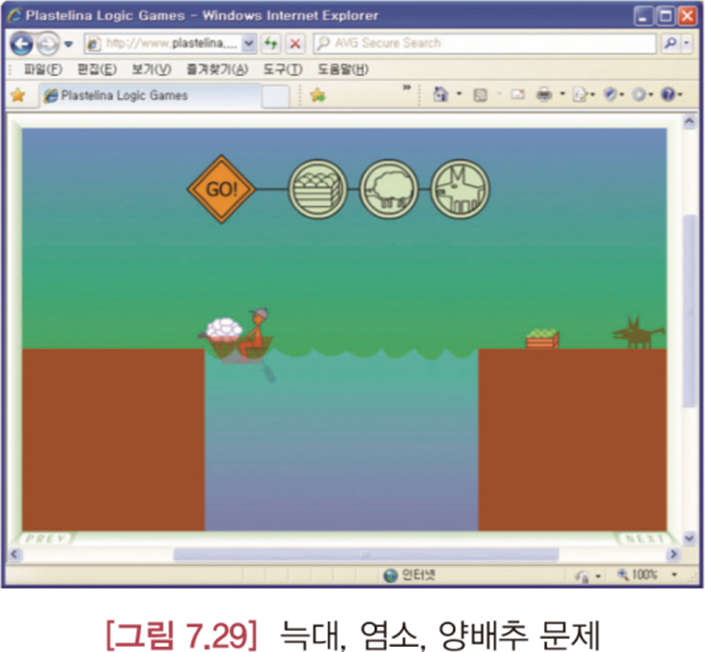 Plastelina Logic Games - Windows Internet Explorer
http://www.plastelina....
AVG Secure Search
파일(F) 편집(E) 보기(V) 즐겨찾기(A) 도구(T) 도움말(H)
Plastelina Logic Games
GO!
PREV NEXT
인터넷 100%
[그림 7.29] 늑대, 염소, 양배추 문제